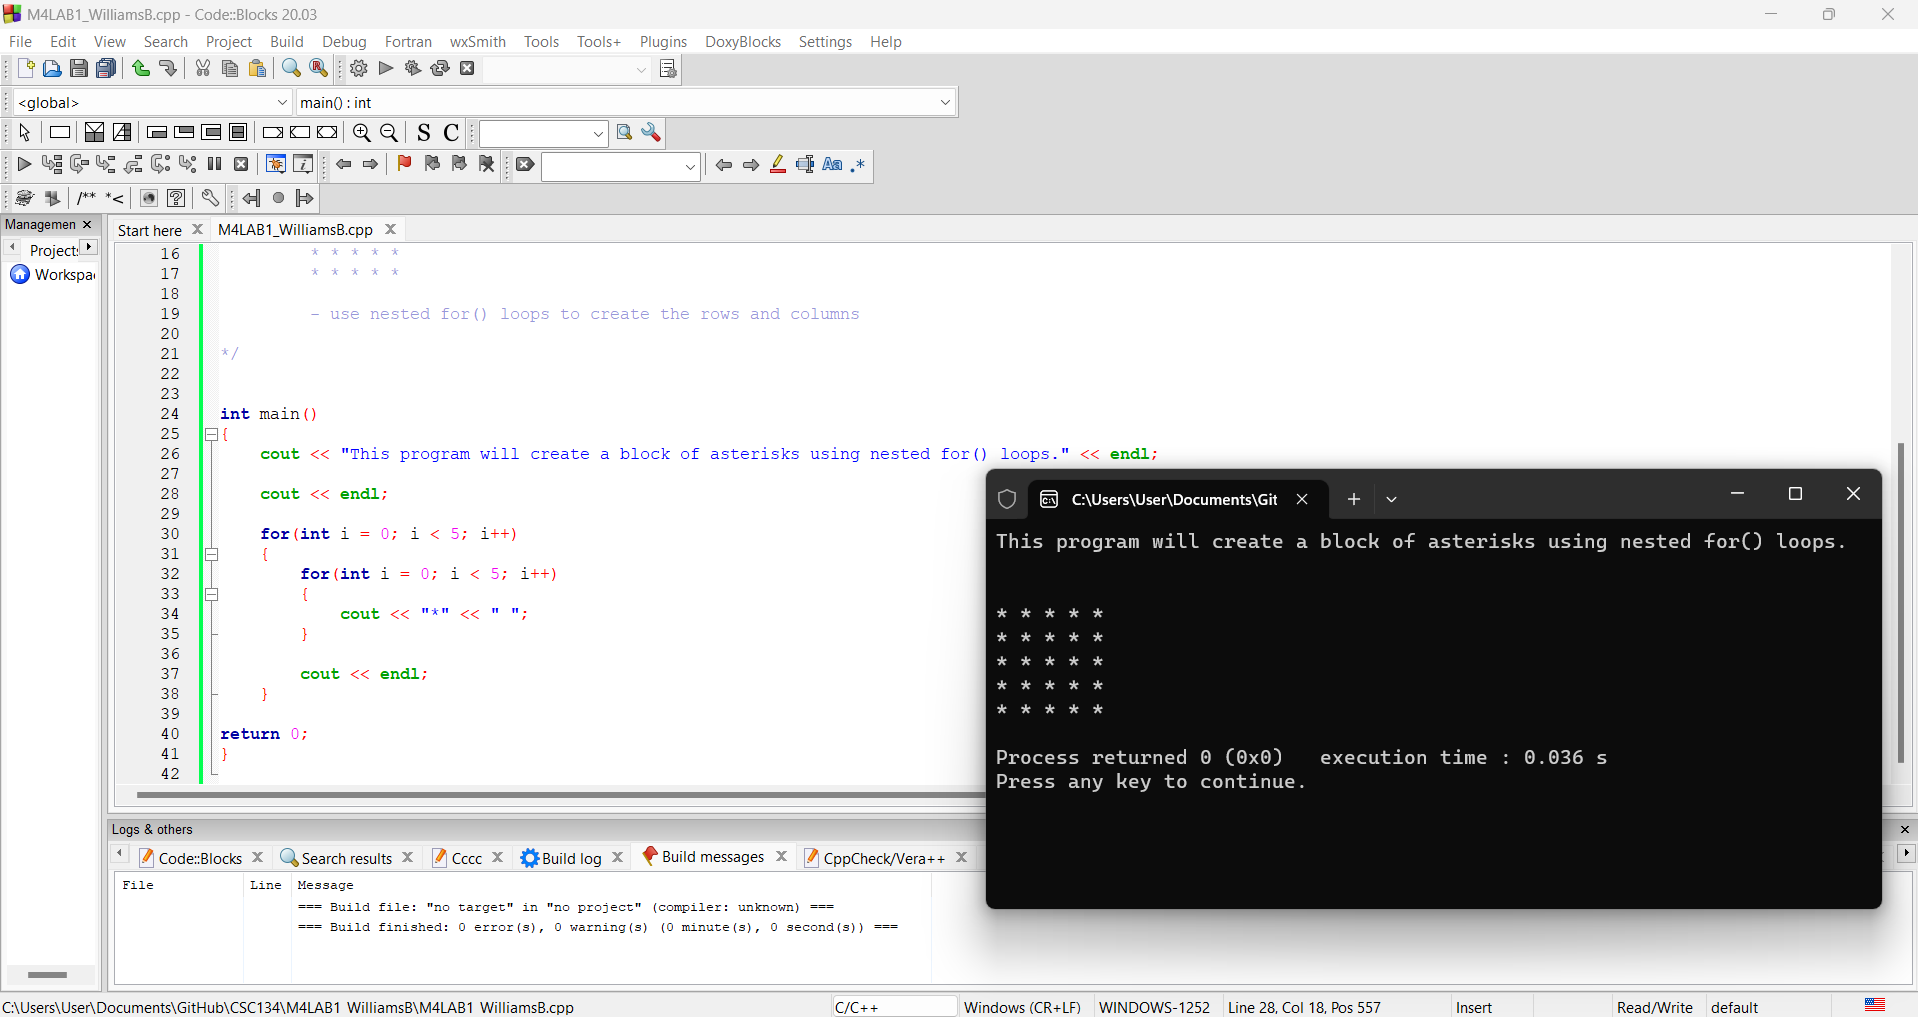 M4LAB1_WilliamsB.cpp - Code::Blocks 20.03
File Edit View Search Project Build Debug Fortran wxSmith Tools Tools+ Plugins DoxyBlocks Settings Help
<global> main() : int
S C
Aa .*
/** *<
Managemen
Projects
Workspa
Start here M4LAB1_WilliamsB.cpp
16 * * * * *
17 * * * * *
18
19 - use nested for() loops to create the rows and columns
20
21 */
22
23
24 int main()
25 {
26 cout << "This program will create a block of asterisks using nested for() loops." << endl;
27
28 cout << endl;
29
30 for(int i = 0; i < 5; i++)
31 {
32 for(int i = 0; i < 5; i++)
33 {
34 cout << "*" << " ";
35 }
36
37 cout << endl;
38 }
39
40 return 0;
41 }
42
C:\Users\User\Documents\Git
This program will create a block of asterisks using nested for() loops.
* * * * *
* * * * *
* * * * *
* * * * *
* * * * *
Process returned 0 (0x0) execution time : 0.036 s
Press any key to continue.
Logs & others
Code::Blocks Search results Cccc Build log Build messages CppCheck/Vera++
File Line Message
=== Build file: "no target" in "no project" (compiler: unknown) ===
=== Build finished: 0 error(s), 0 warning(s) (0 minute(s), 0 second(s)) ===
C:\Users\User\Documents\GitHub\CSC134\M4LAB1_WilliamsB\M4LAB1_WilliamsB.cpp C/C++ Windows (CR+LF) WINDOWS-1252 Line 28, Col 18, Pos 557 Insert Read/Write default